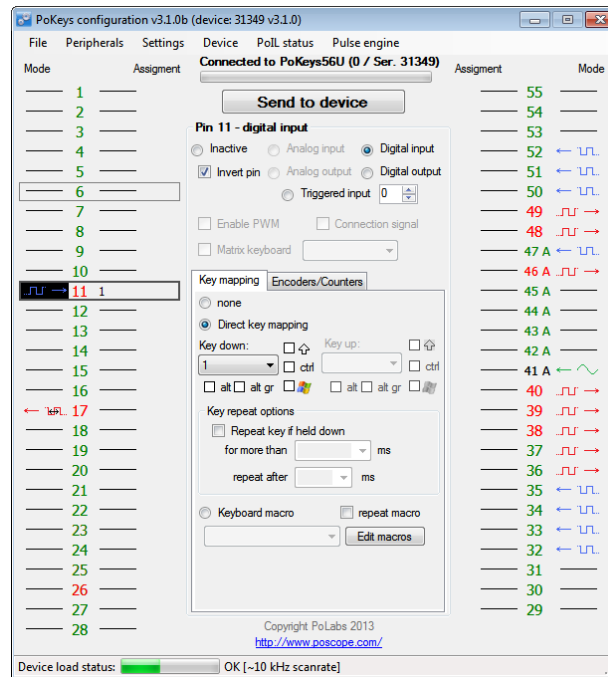 PoKeys configuration v3.1.0b (device: 31349 v3.1.0)
File Peripherals Settings Device PoIL status Pulse engine
Mode Assigment Connected to PoKeys56U (0 / Ser. 31349) Assigment Mode
1
2
3
4
5
6
7
8
9
10
11 1
12
13
14
15
16
17
18
19
20
21
22
23
24
25
26
27
28
Send to device
Pin 11 - digital input
Inactive Analog input Digital input
Invert pin Analog output Digital output
Triggered input 0
Enable PWM Connection signal
Matrix keyboard
Key mapping Encoders/Counters
none
Direct key mapping
Key down: Key up:
1 ctrl ctrl
alt alt gr alt alt gr
Key repeat options
Repeat key if held down
for more than ms
repeat after ms
Keyboard macro repeat macro
Edit macros
Copyright PoLabs 2013
http://www.poscope.com/
55
54
53
52
51
50
49
48
47 A
46 A
45 A
44 A
43 A
42 A
41 A
40
39
38
37
36
35
34
33
32
31
30
29
Device load status: OK [~10 kHz scanrate]